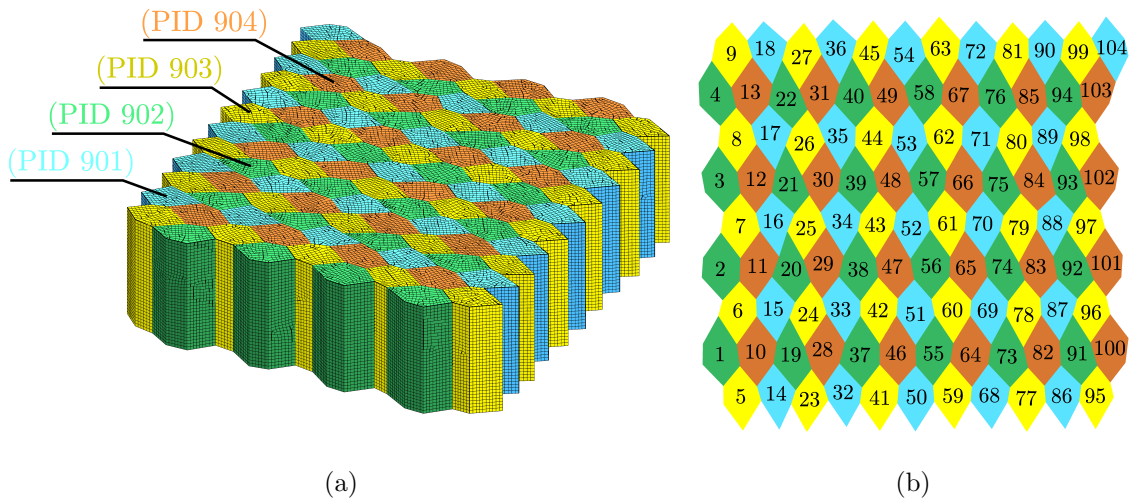 (PID 904)
(PID 903)
(PID 902)
(PID 901)
9 18 27 36 45 54 63 72 81 90 99 104
4 13 22 31 40 49 58 67 76 85 94 103
8 17 26 35 44 53 62 71 80 89 98
3 12 21 30 39 48 57 66 75 84 93 102
7 16 25 34 43 52 61 70 79 88 97
2 11 20 29 38 47 56 65 74 83 92 101
6 15 24 33 42 51 60 69 78 87 96
1 10 19 28 37 46 55 64 73 82 91 100
5 14 23 32 41 50 59 68 77 86 95
(a)
(b)